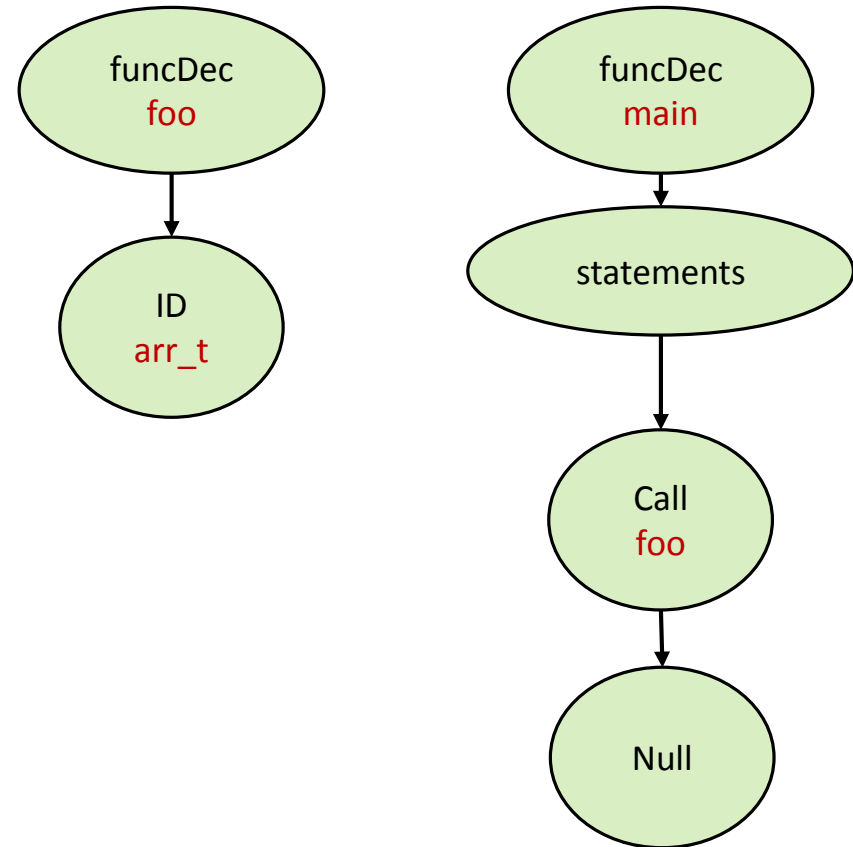 funcDec
foo
ID
arr_t
funcDec
main
statements
Call
foo
Null